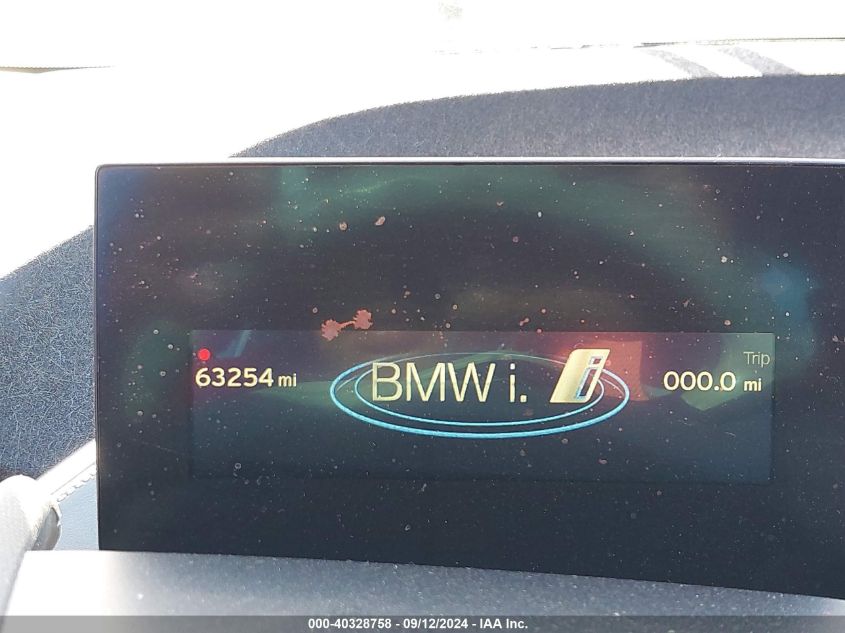 Trip
63254 mi
BMW i. i
000.0 mi
000-40328758 - 09/12/2024 - IAA Inc.